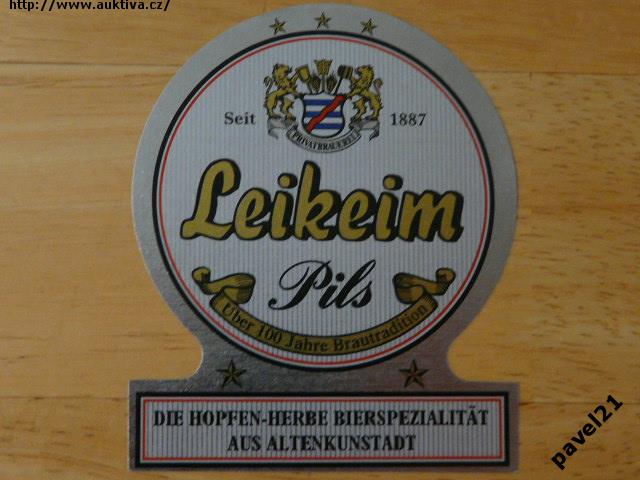 http://www.auktiva.cz/
Seit 1887
PRIVATBRAUEREI
Leikeim
Pils
Über 100 Jahre Brautradition
DIE HOPFEN-HERBE BIERSPEZIALITÄT
AUS ALTENKUNSTADT
pavel21